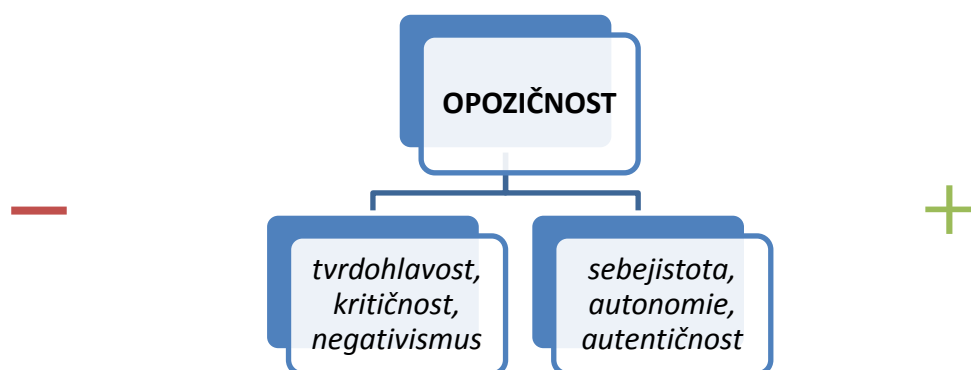 OPOZIČNOST
−
+
tvrdohlavost,
kritičnost,
negativismus
sebejistota,
autonomie,
autentičnost